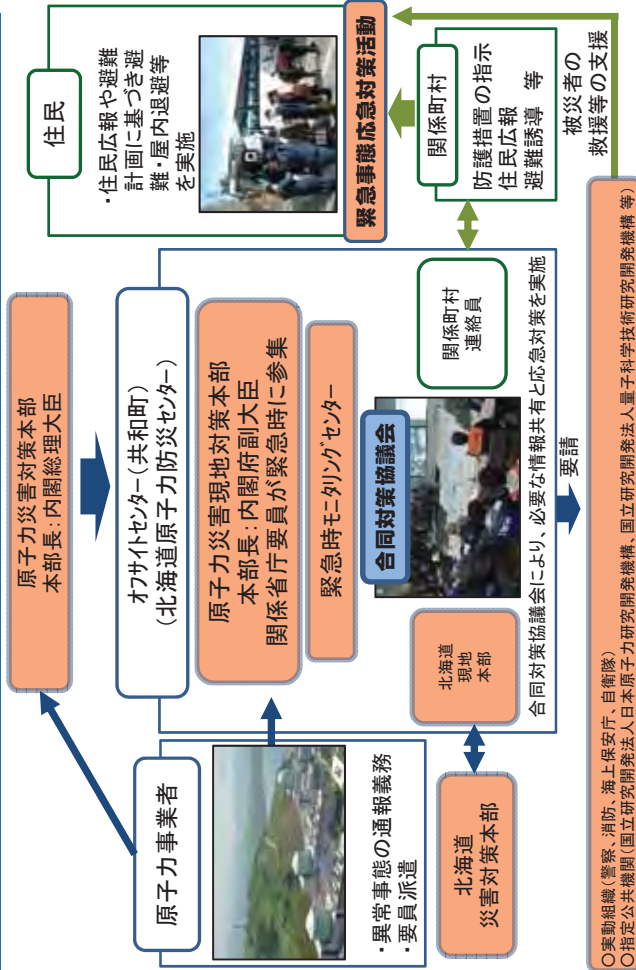 原子力災害対策本部
本部長：内閣総理大臣
原子力事業者
・異常事態の通報義務
・要員派遣
オフサイトセンター（共和町）
（北海道原子力防災センター）
原子力災害現地対策本部
本部長：内閣府副大臣
関係省庁要員が緊急時に参集
緊急時モニタリングセンター
合同対策協議会
北海道
現地
本部
関係町村
連絡員
合同対策協議会により、必要な情報共有と応急対策を実施
北海道
災害対策本部
住民
・住民広報や避難
計画に基づき避
難・屋内退避等
を実施
緊急事態応急対策活動
関係町村
防護措置の指示
住民広報
避難誘導　等
被災者の
救援等の支援
要請
○実動組織（警察、消防、海上保安庁、自衛隊）
○指定公共機関（国立研究開発法人日本原子力研究開発機構、国立研究開発法人量子科学技術研究開発機構 等）